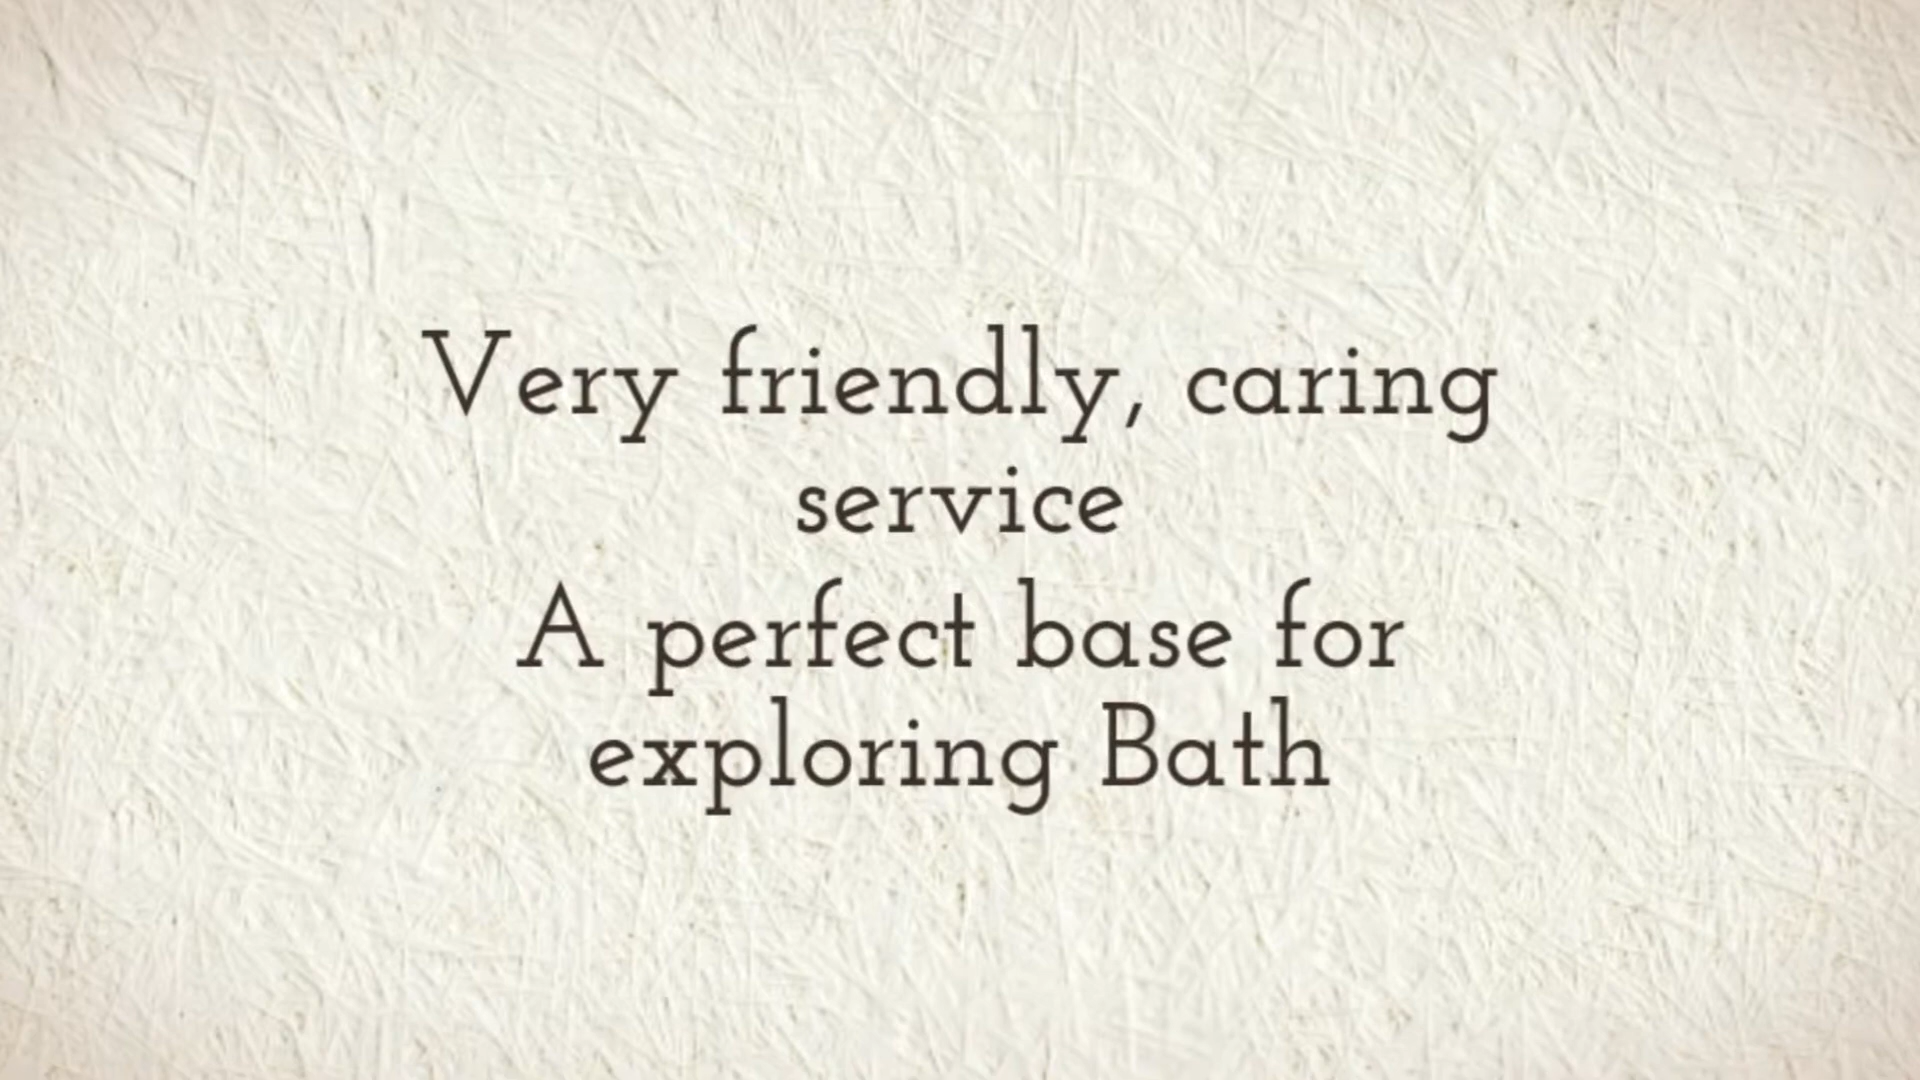 Very friendly, caring
service
A perfect base for
exploring Bath